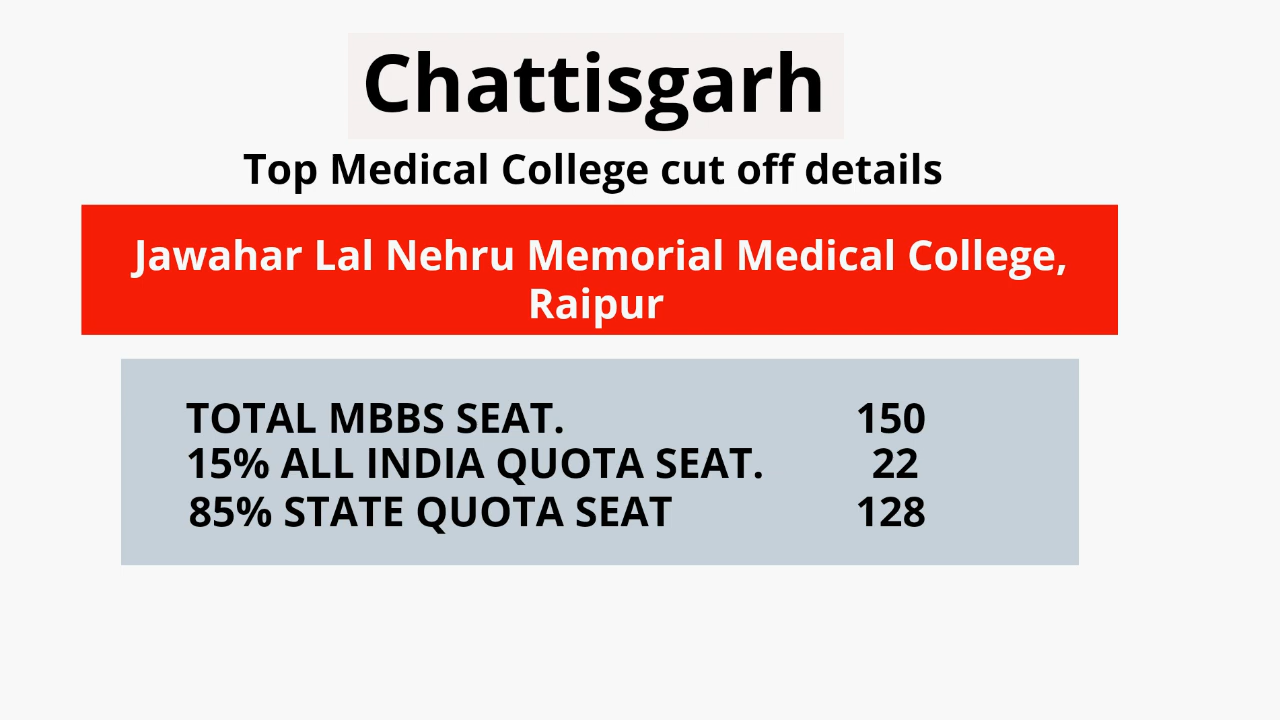 Chattisgarh
Top Medical College cut off details
Jawahar Lal Nehru Memorial Medical College,
Raipur
TOTAL MBBS SEAT. 150
15% ALL INDIA QUOTA SEAT. 22
85% STATE QUOTA SEAT 128